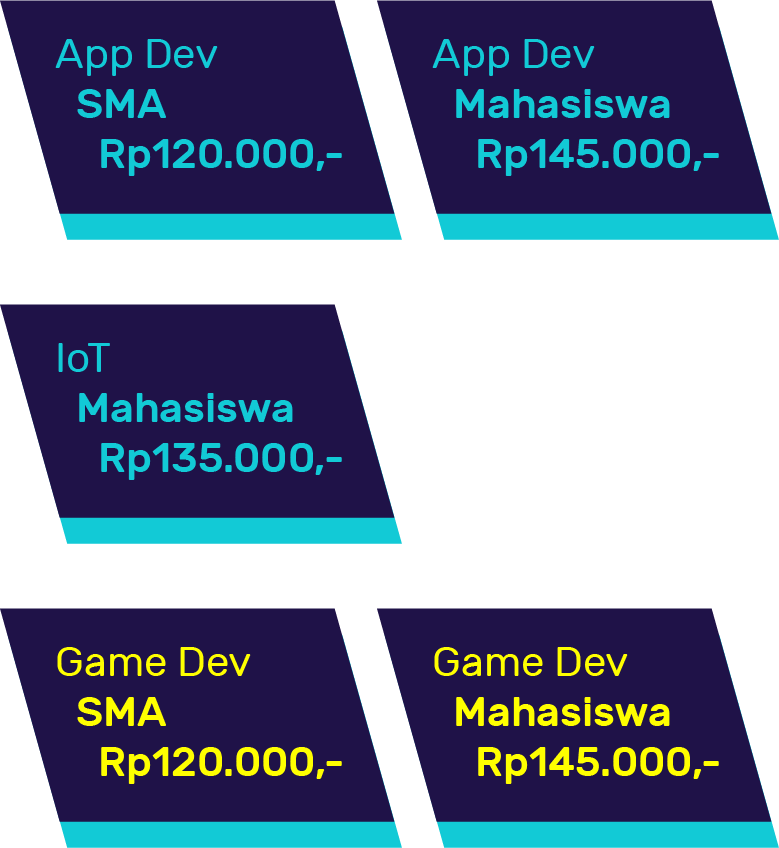 App Dev
SMA
Rp120.000,-
App Dev
Mahasiswa
Rp145.000,-
IoT
Mahasiswa
Rp135.000,-
Game Dev
SMA
Rp120.000,-
Game Dev
Mahasiswa
Rp145.000,-